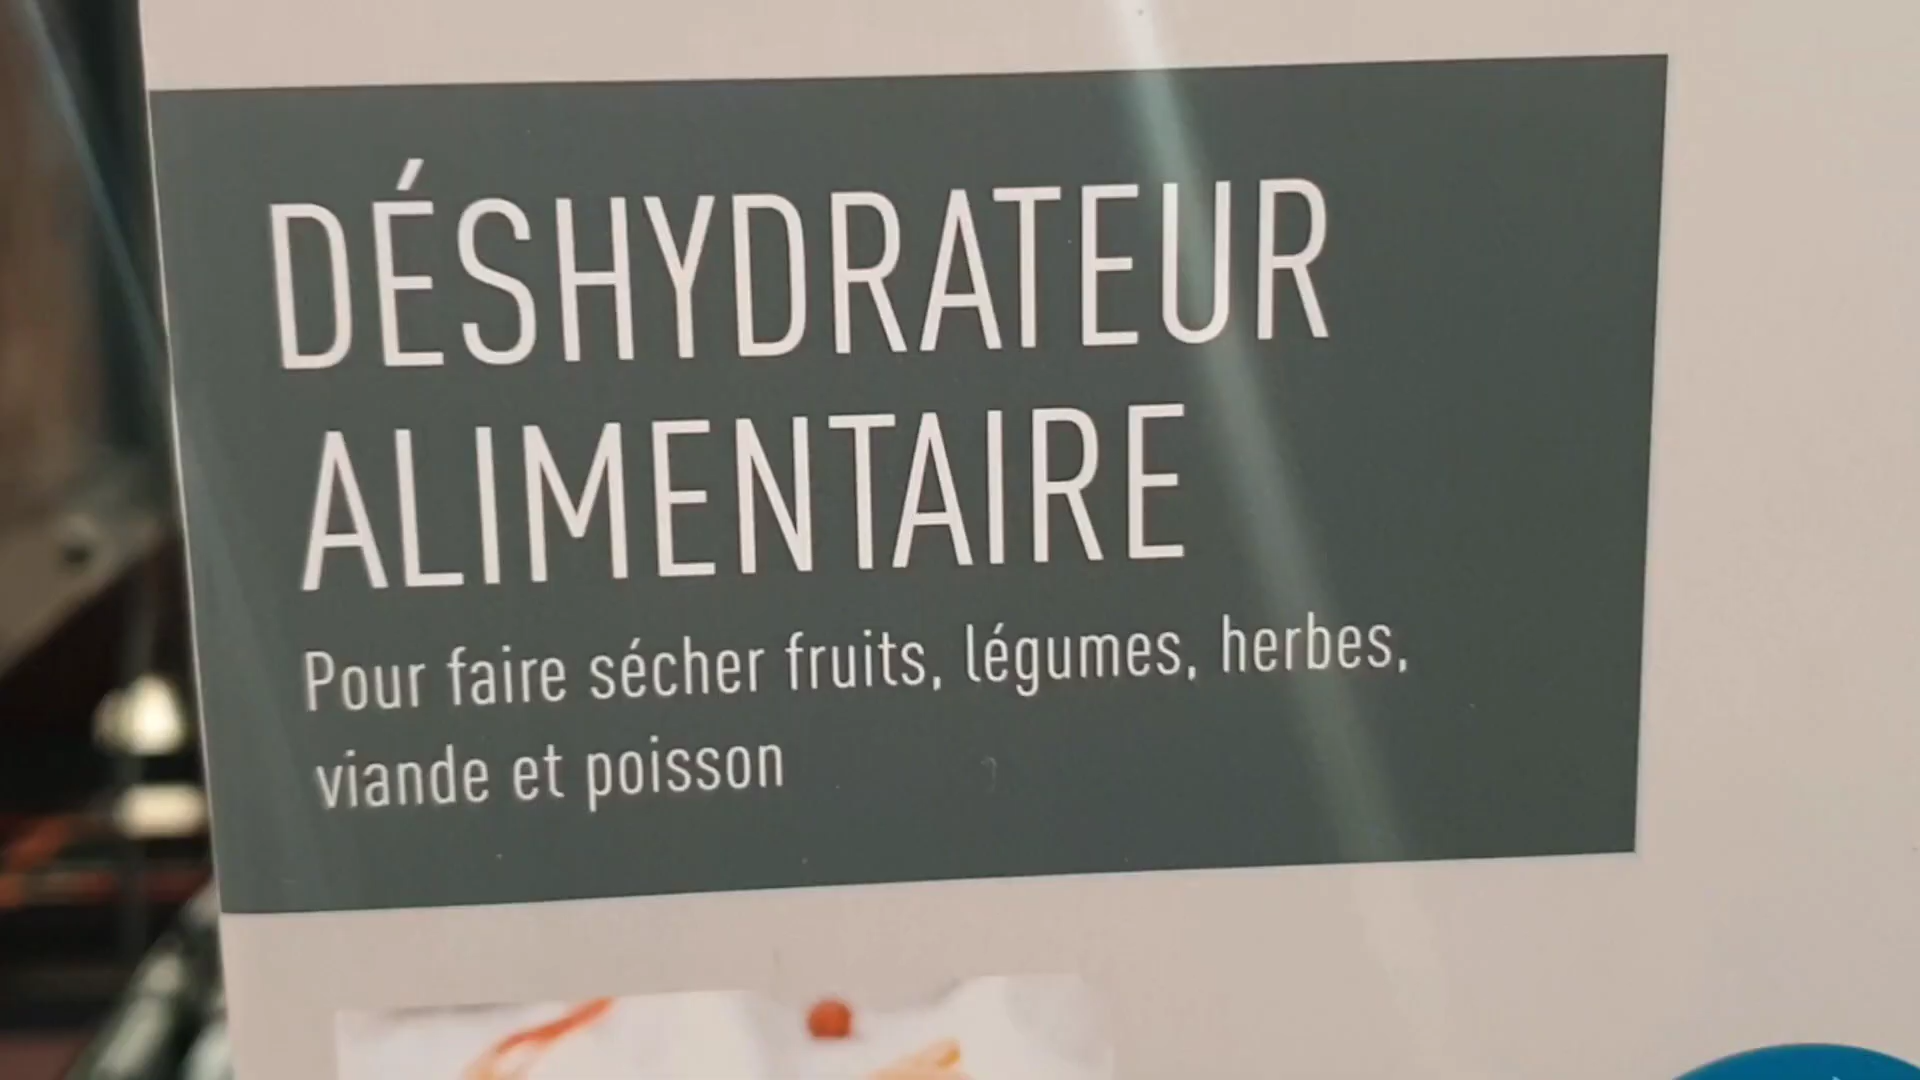 DÉSHYDRATEUR
ALIMENTAIRE
Pour faire sécher fruits, légumes, herbes,
viande et poisson